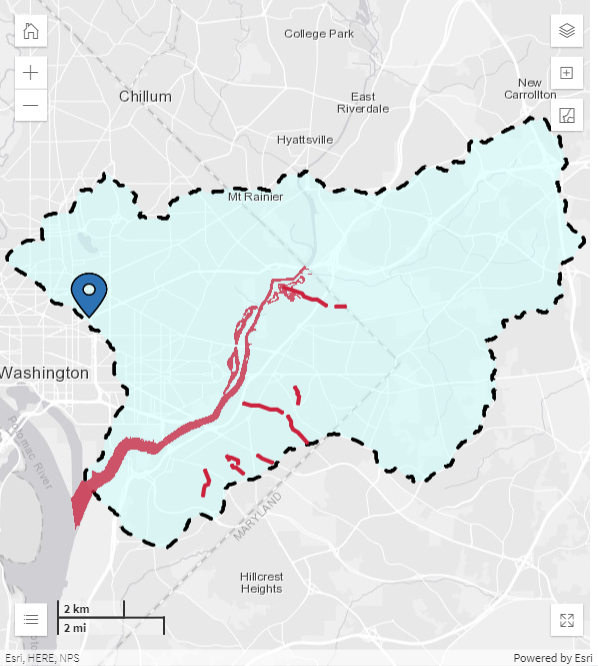 College Park
New
Carrollton
Chillum
East
Riverdale
Hyattsville
Mt Rainier
Washington
Potomac River
MARYLAND
Hillcrest
Heights
2 km
2 mi
Esri, HERE, NPS
Powered by Esri